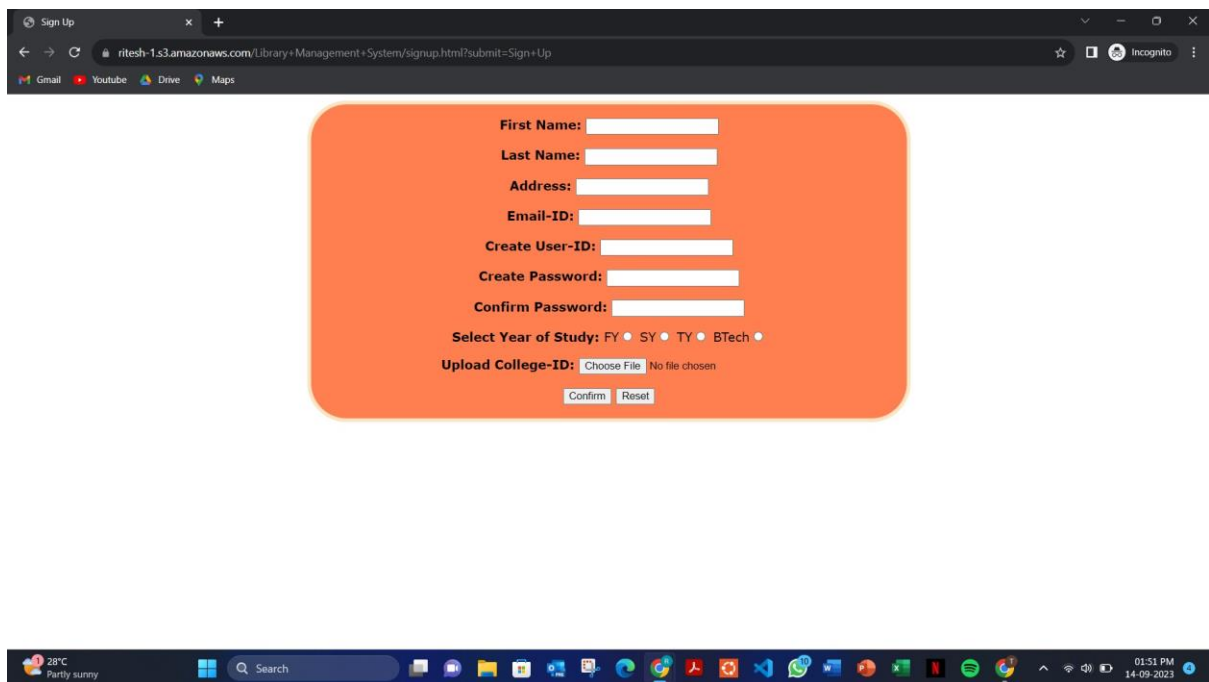 Sign Up
ritesh-1.s3.amazonaws.com/Library+Management+System/signup.html?submit=Sign+Up
Incognito
Gmail Youtube Drive Maps
First Name:
Last Name:
Address:
Email-ID:
Create User-ID:
Create Password:
Confirm Password:
Select Year of Study: FY SY TY BTech
Upload College-ID: Choose File No file chosen
Confirm Reset
1 28°C
Partly sunny
Search
10
01:51 PM
14-09-2023
4